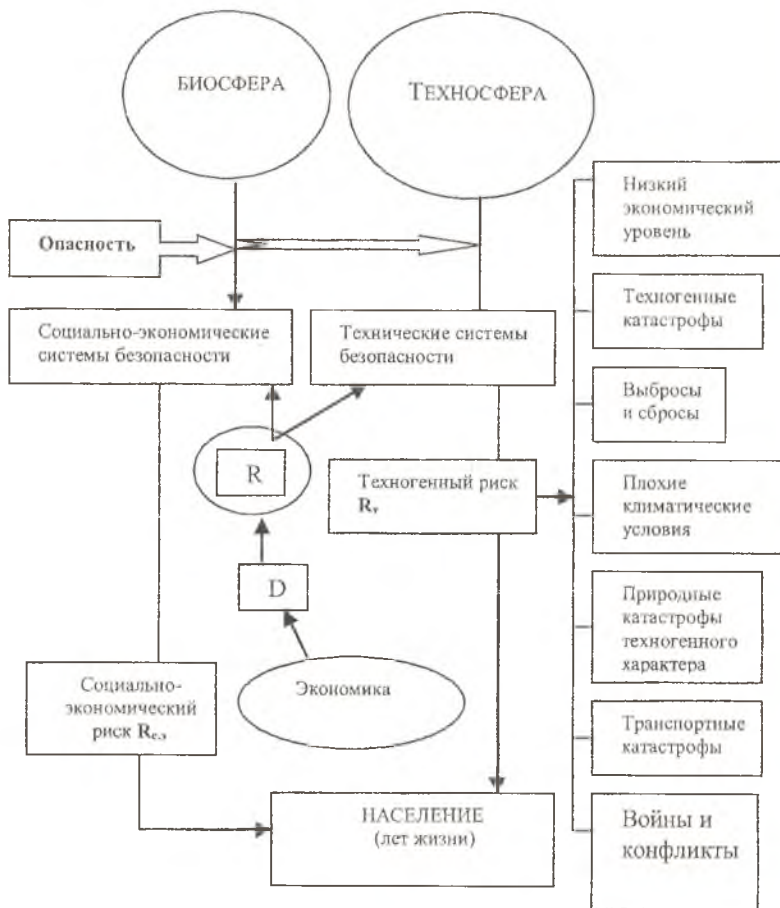 БИОСФЕРА
ТЕХНОСФЕРА
Опасность
Социально-экономические
системы безопасности
Технические системы
безопасности
R
Техногенный риск
Rт
D
Экономика
Социально-
экономический
риск Rс.э
НАСЕЛЕНИЕ
(лет жизни)
Низкий
экономический
уровень
Техногенные
катастрофы
Выбросы
и сбросы
Плохие
климатические
условия
Природные
катастрофы
техногенного
характера
Транспортные
катастрофы
Войны и
конфликты